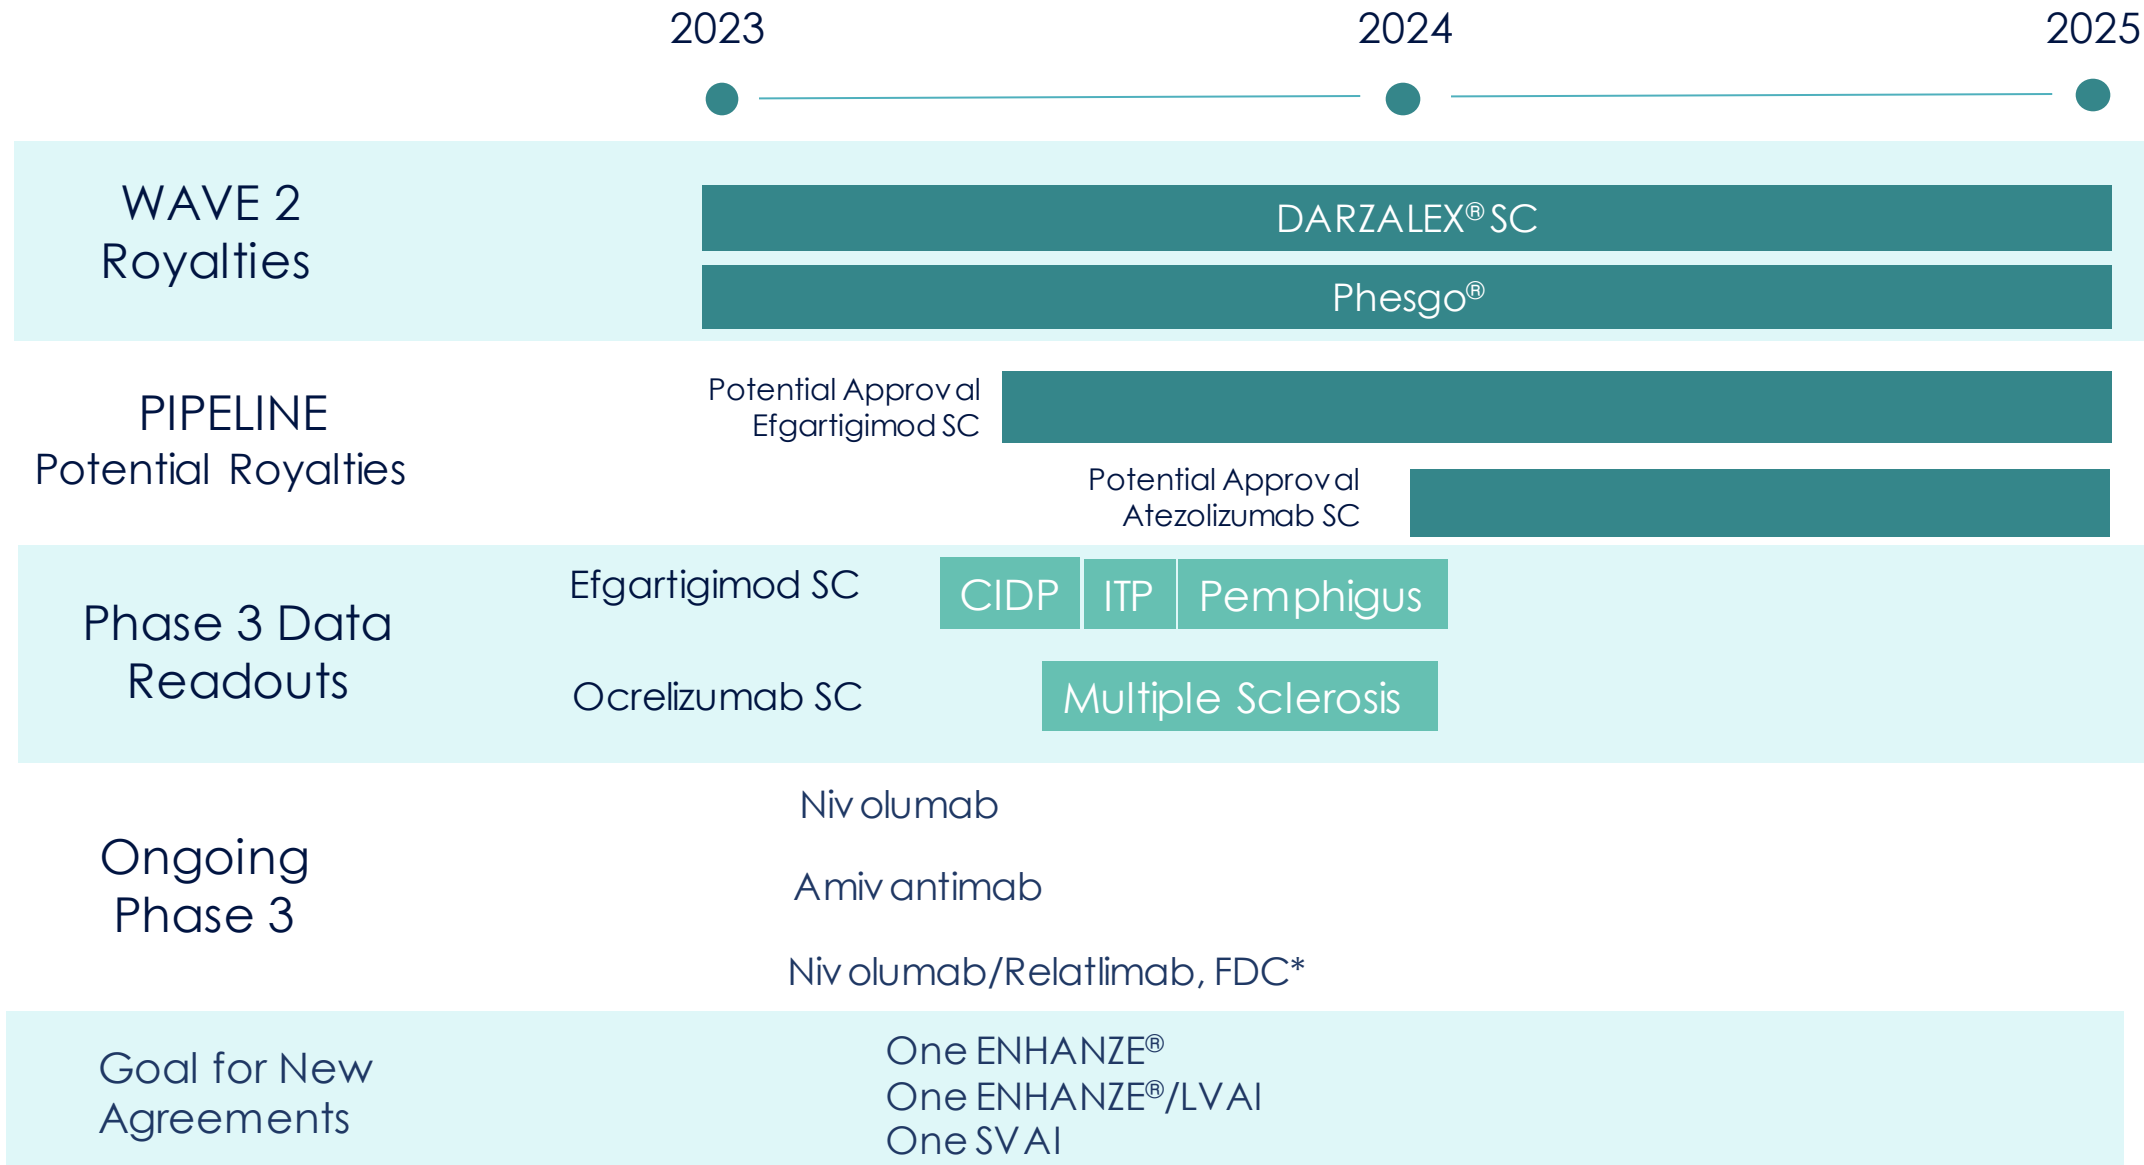 2023
2024
2025
WAVE 2
Royalties
DARZALEX® SC
Phesgo®
PIPELINE
Potential Royalties
Potential Approval
Efgartigimod SC
Potential Approval
Atezolizumab SC
Phase 3 Data
Readouts
Efgartigimod SC
CIDP
ITP
Pemphigus
Ocrelizumab SC
Multiple Sclerosis
Ongoing
Phase 3
Nivolumab
Amivantimab
Nivolumab/Relatlimab, FDC*
Goal for New
Agreements
One ENHANZE®
One ENHANZE®/LVAI
One SVAI